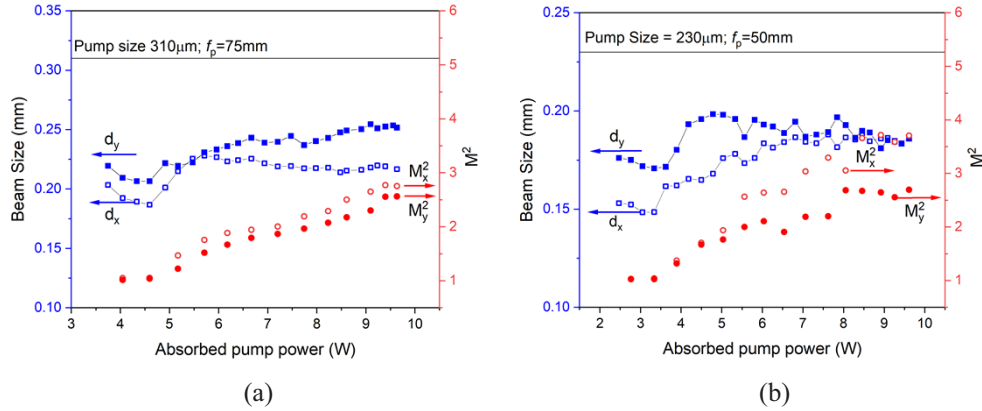 (a)
0.35
0.30
0.25
0.20
0.15
0.10
Beam Size (mm)
Pump size 310μm; fp=75mm
dy
dx
Mx²
My²
6
5
4
3
2
1
M²
3 4 5 6 7 8 9 10
Absorbed pump power (W)
(a)
(b)
0.25
0.20
0.15
0.10
Beam Size (mm)
Pump Size = 230μm; fp=50mm
dy
dx
Mx²
My²
6
5
4
3
2
1
M²
2 3 4 5 6 7 8 9 10
Absorbed pump power (W)
(b)